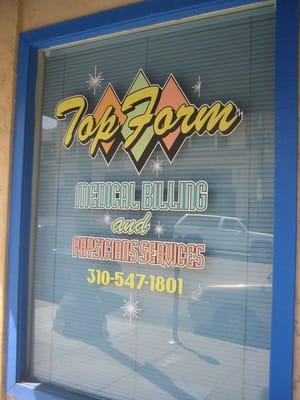 Top Form
MEDICAL BILLING
and
PHYSICIANS SERVICES
310-547-1801